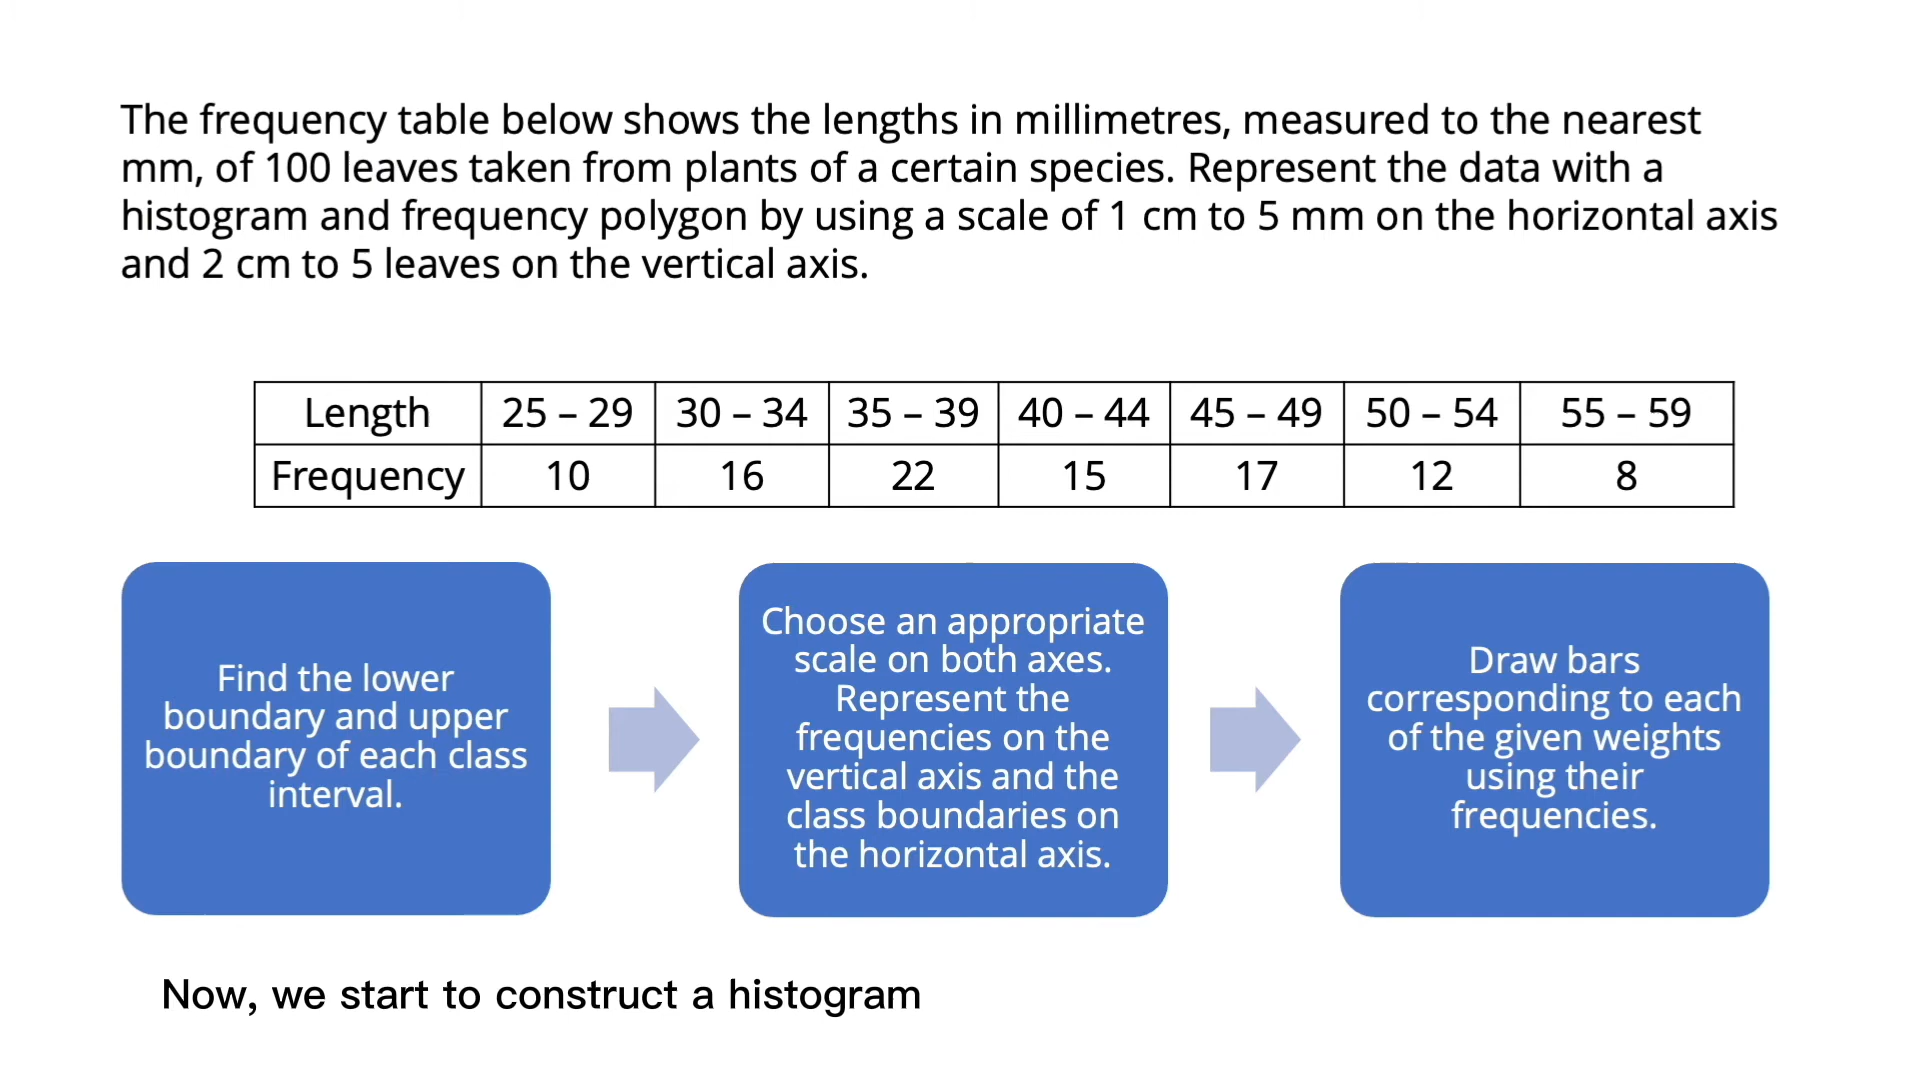 The frequency table below shows the lengths in millimetres, measured to the nearest
mm, of 100 leaves taken from plants of a certain species. Represent the data with a
histogram and frequency polygon by using a scale of 1 cm to 5 mm on the horizontal axis
and 2 cm to 5 leaves on the vertical axis.
Length 25 – 29 30 – 34 35 – 39 40 – 44 45 – 49 50 – 54 55 – 59
Frequency 10 16 22 15 17 12 8
Find the lower
boundary and upper
boundary of each class
interval.
Choose an appropriate
scale on both axes.
Represent the
frequencies on the
vertical axis and the
class boundaries on
the horizontal axis.
Draw bars
corresponding to each
of the given weights
using their
frequencies.
Now, we start to construct a histogram